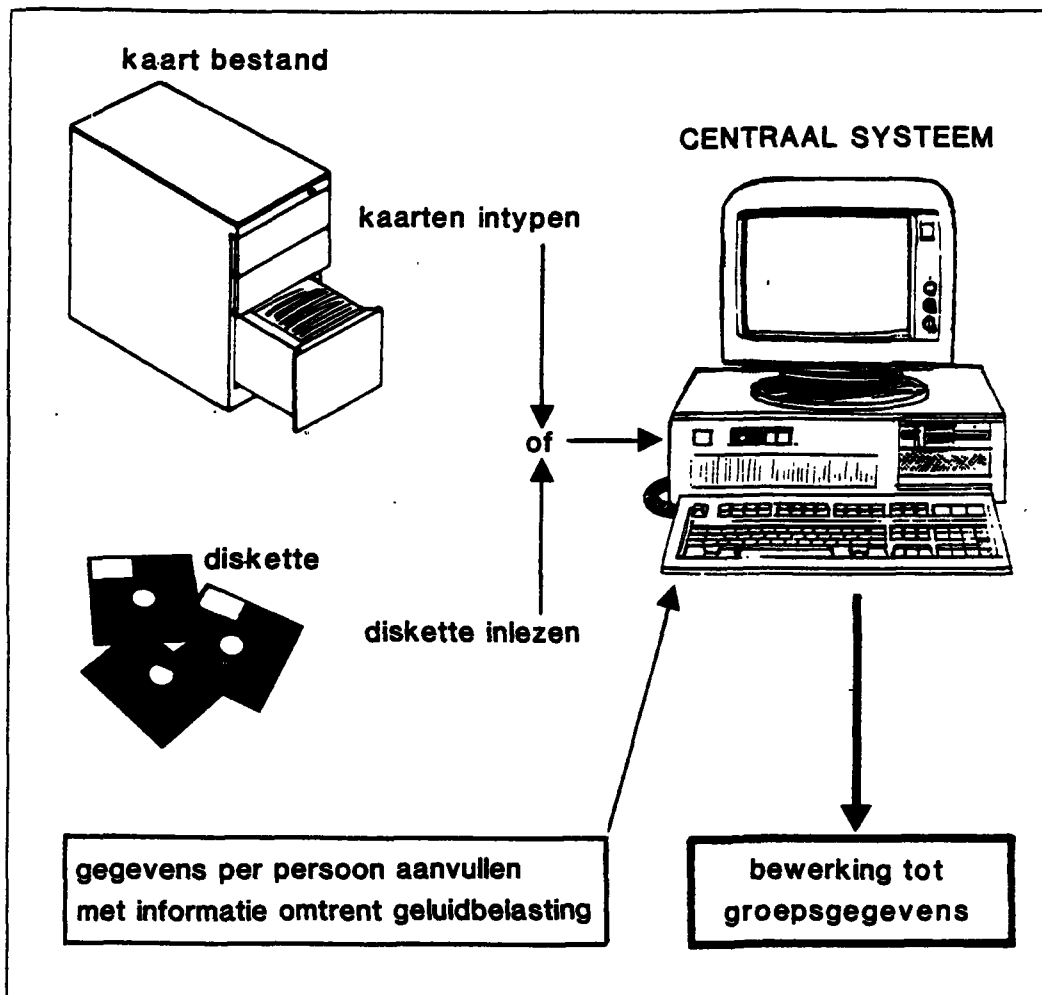 kaart bestand
CENTRAAL SYSTEEM
kaarten intypen
of
diskette
diskette inlezen
gegevens per persoon aanvullen
met informatie omtrent geluidbelasting
bewerking tot
groepsgegevens